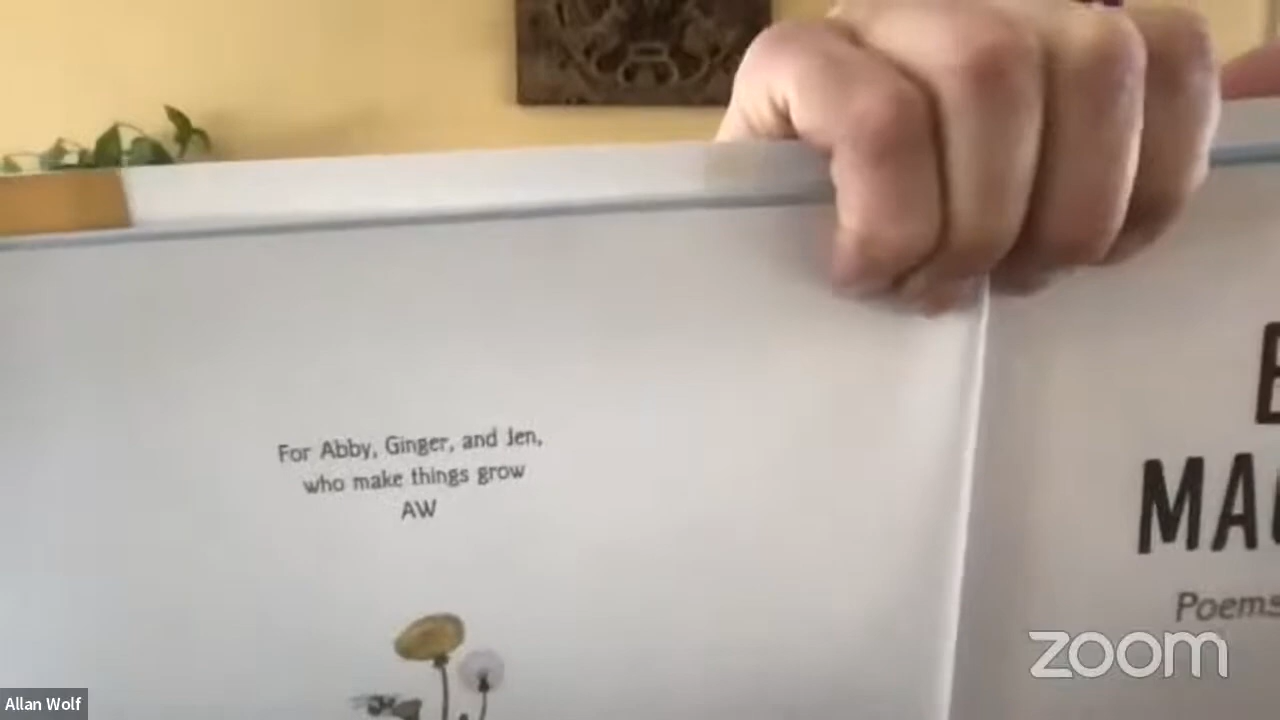 For Abby, Ginger, and Jen,
who make things grow
AW
Poems
zoom
Allan Wolf